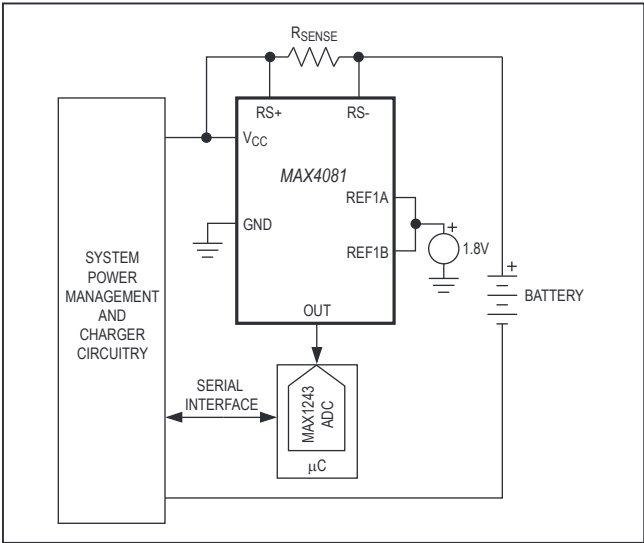 RSENSE
RS+
RS-
VCC
MAX4081
REF1A
GND
REF1B
+
1.8V
SYSTEM
POWER
MANAGEMENT
AND
CHARGER
CIRCUITRY
+
BATTERY
OUT
SERIAL
INTERFACE
MAX1243
ADC
μC